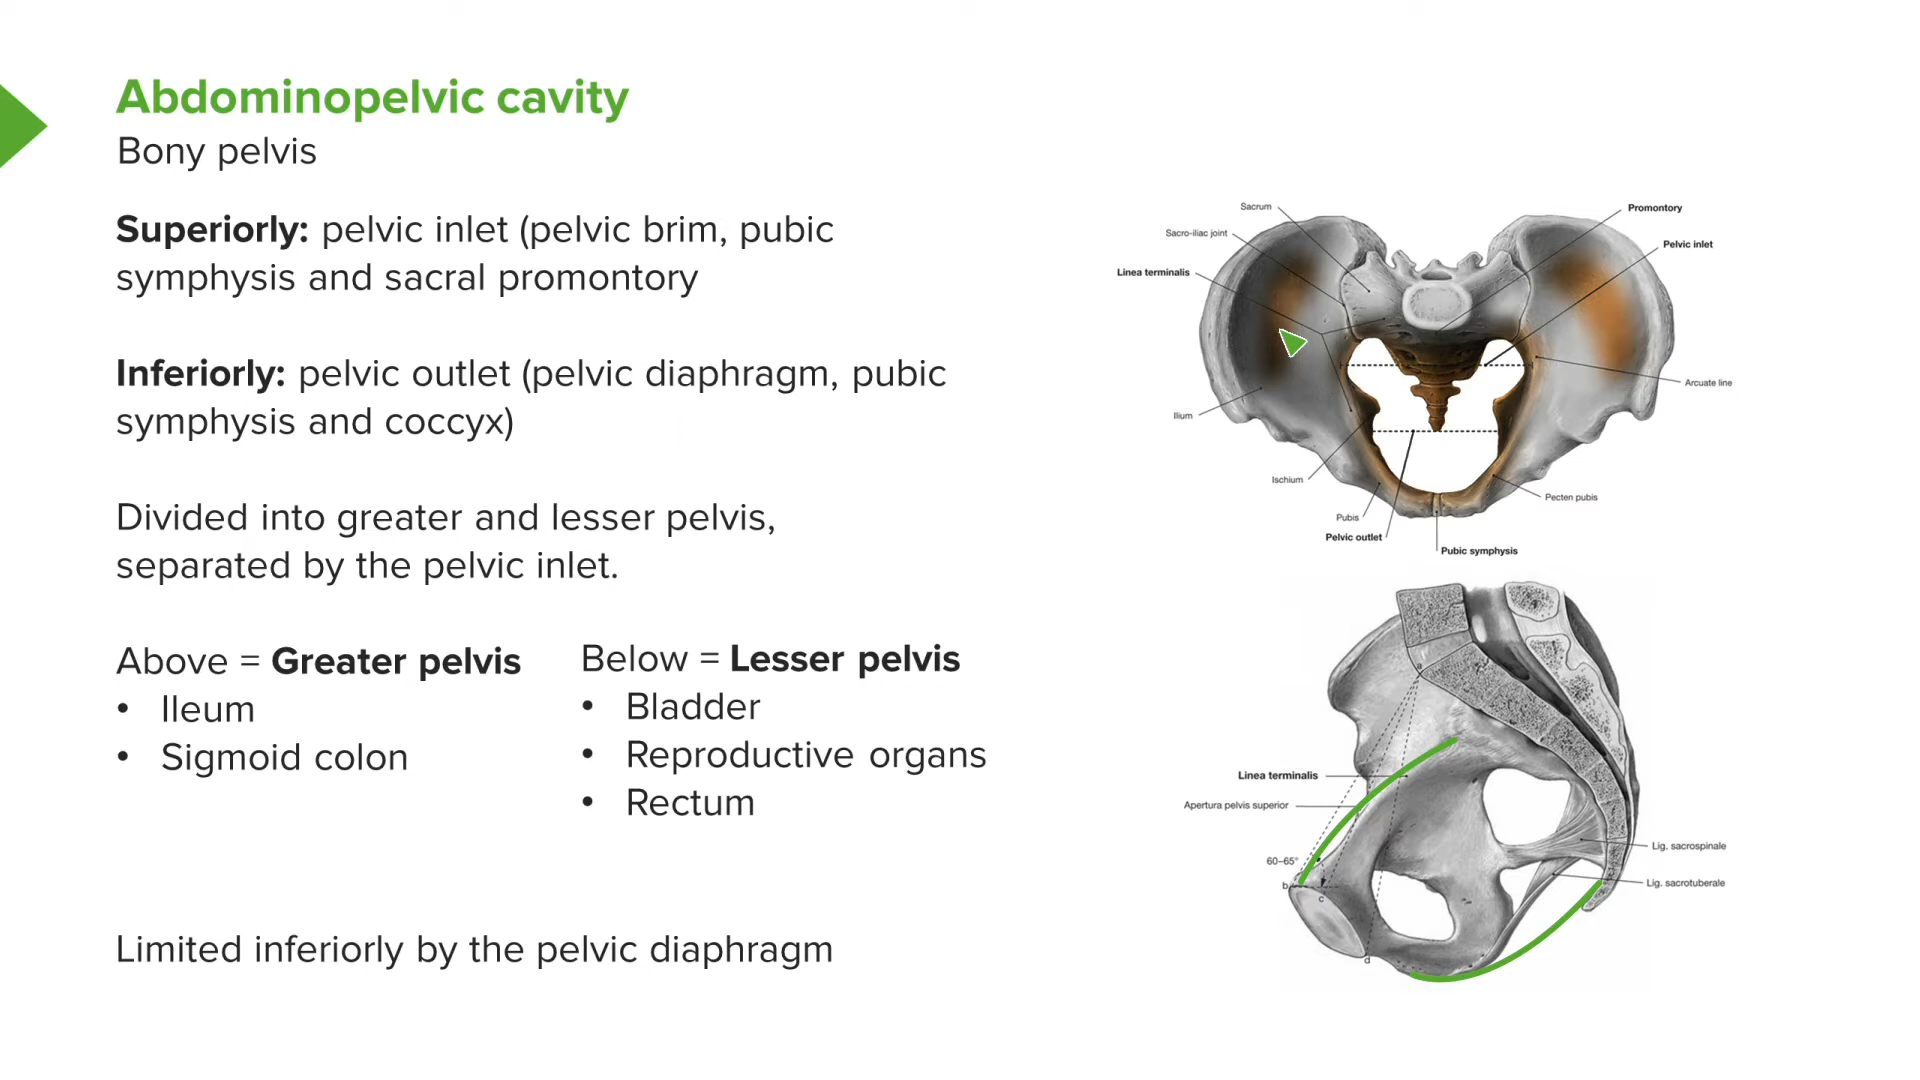 Abdominopelvic cavity
Bony pelvis
Superiorly: pelvic inlet (pelvic brim, pubic
symphysis and sacral promontory
Inferiorly: pelvic outlet (pelvic diaphragm, pubic
symphysis and coccyx)
Divided into greater and lesser pelvis,
separated by the pelvic inlet.
Above = Greater pelvis
• Ileum
• Sigmoid colon
Below = Lesser pelvis
• Bladder
• Reproductive organs
• Rectum
Limited inferiorly by the pelvic diaphragm
Sacrum
Promontory
Sacro-iliac joint
Pelvic inlet
Linea terminalis
Arcuate line
Ilium
Ischium
Pecten pubis
Pubis
Pelvic outlet
Pubic symphysis
a
Linea terminalis
Apertura pelvis superior
Lig. sacrospinale
60–65°
Lig. sacrotuberale
b
c
d